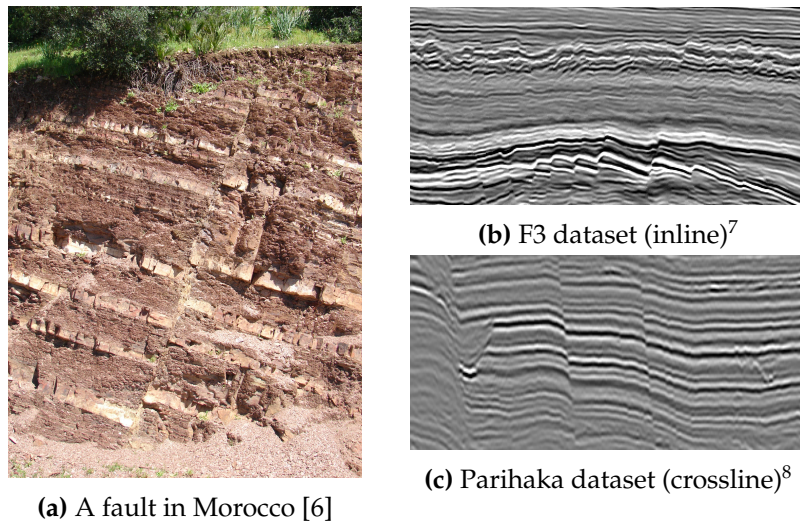 (a) A fault in Morocco [6]
(b) F3 dataset (inline)⁷
(c) Parihaka dataset (crossline)⁸